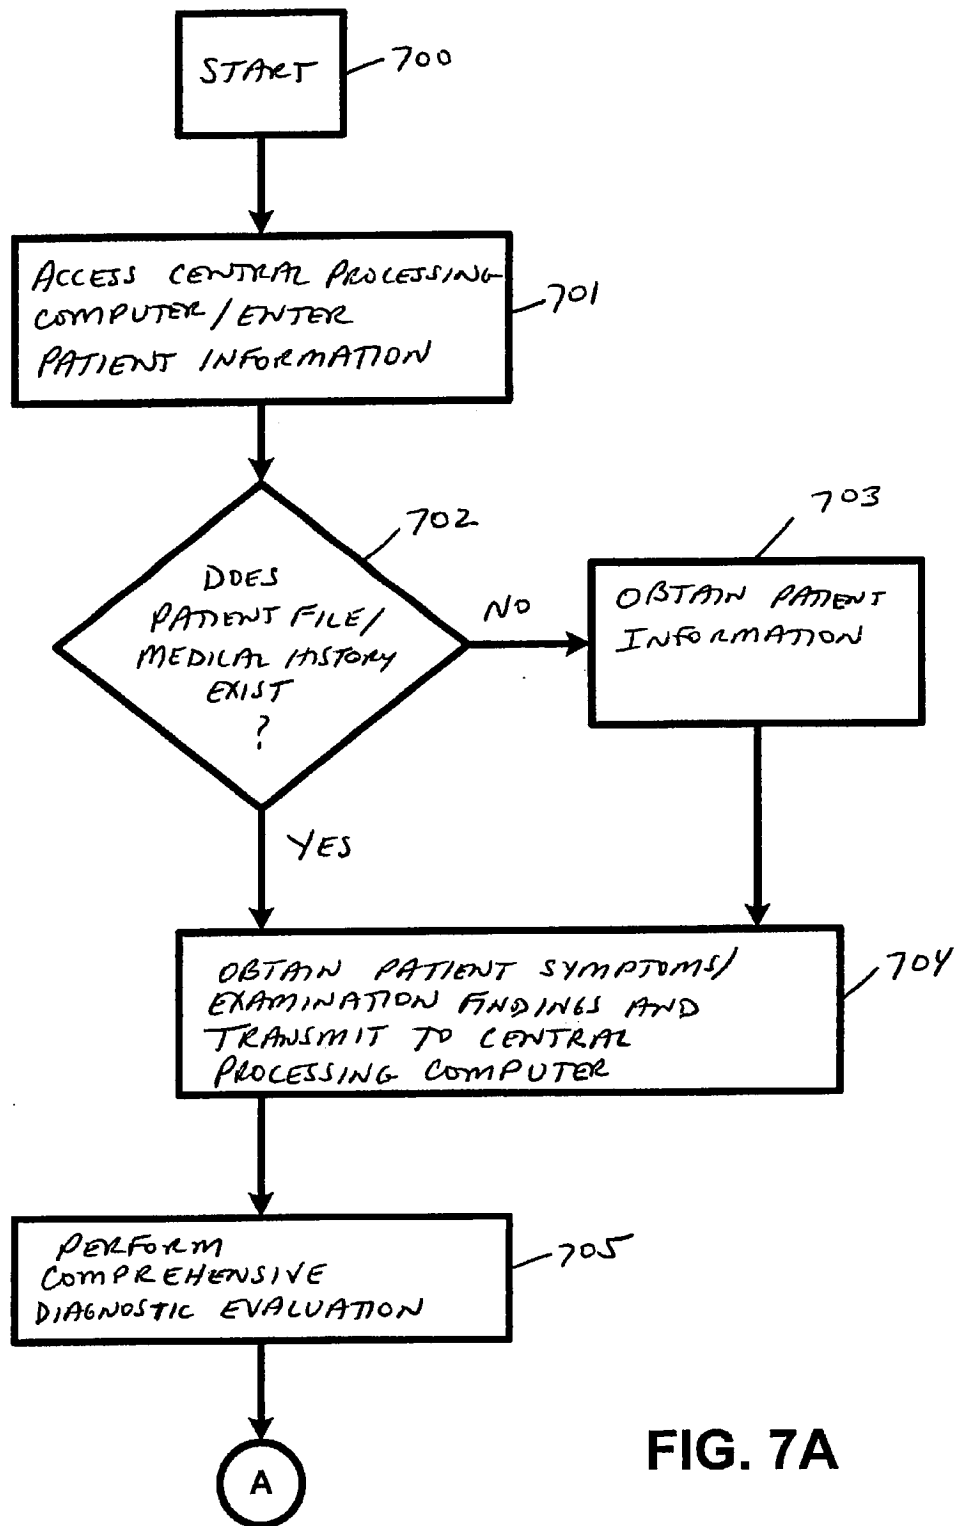 START
700
ACCESS CENTRAL PROCESSING
COMPUTER/ENTER
PATIENT INFORMATION
701
702
DOES
PATIENT FILE/
MEDICAL HISTORY
EXIST
?
NO
703
OBTAIN PATIENT
INFORMATION
YES
OBTAIN PATIENT SYMPTOMS/
EXAMINATION FINDINGS AND
TRANSMIT TO CENTRAL
PROCESSING COMPUTER
704
PERFORM
COMPREHENSIVE
DIAGNOSTIC EVALUATION
705
A
FIG. 7A